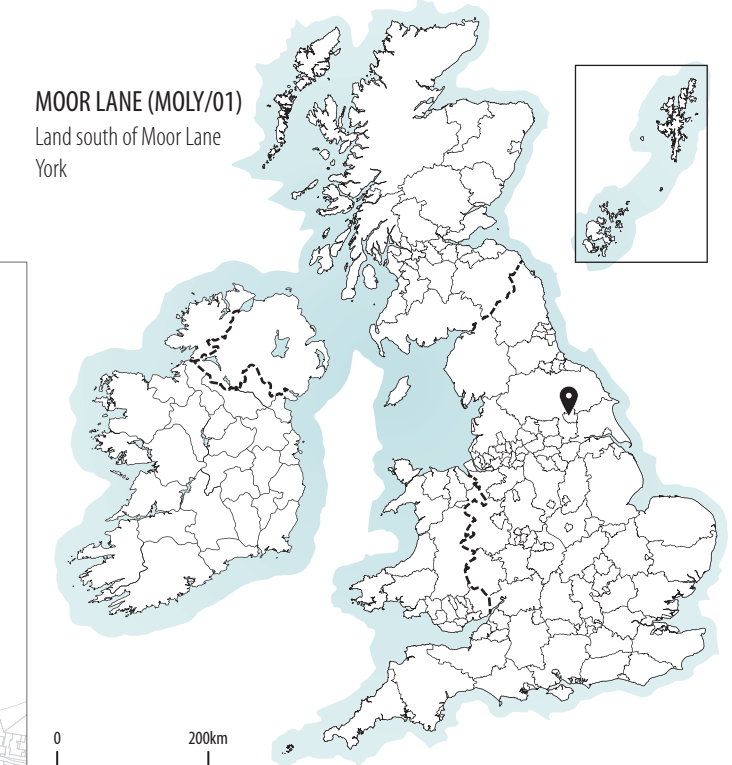 MOOR LANE (MOLY/01)
Land south of Moor Lane
York
0
200km